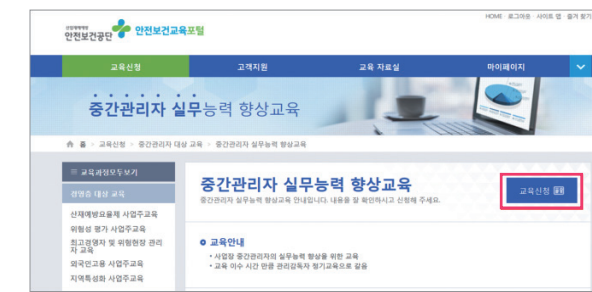 HOME · 로그아웃 · 사이트 맵 · 즐겨 찾기
산업재해예방
안전보건공단 안전보건교육포털
교육신청 고객지원 교육 자료실 마이페이지
중간관리자 실무능력 향상교육
홈 > 교육신청 > 중간관리자 대상 교육 > 중간관리자 실무능력 향상교육
교육과정모두보기
경영층 대상 교육
산재예방요율제 사업주교육
위험성 평가 사업주교육
최고경영자 및 위험현장 관리자 교육
외국인고용 사업주교육
지역특성화 사업주교육
중간관리자 실무능력 향상교육
중간관리자 실무능력 향상교육 안내입니다. 내용을 잘 확인하시고 신청해 주세요.
교육신청
교육안내
• 사업장 중간관리자의 실무능력 향상을 위한 교육
• 교육 이수 시간 만큼 관리감독자 정기교육으로 갈음